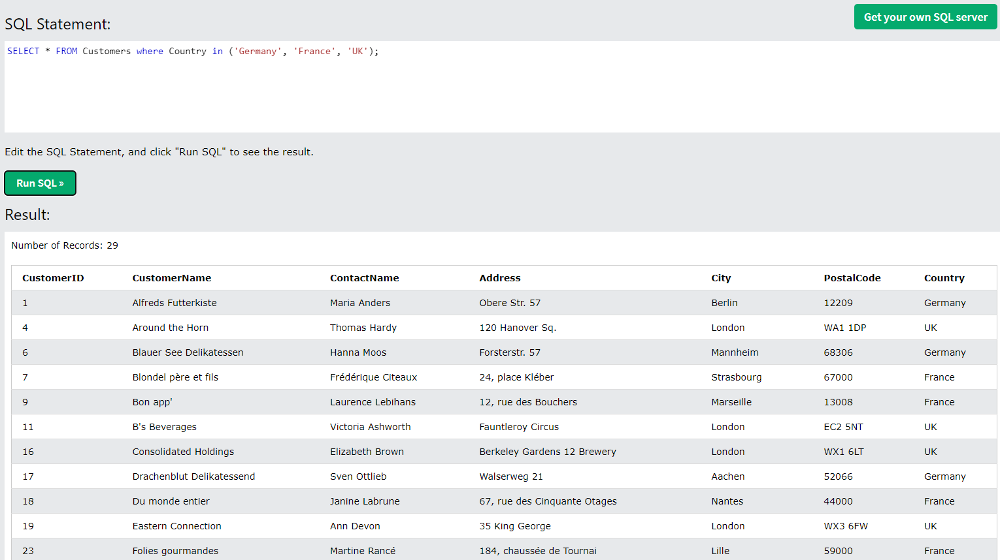 Get your own SQL server
SQL Statement:
SELECT * FROM Customers where Country in ('Germany', 'France', 'UK');
Edit the SQL Statement, and click "Run SQL" to see the result.
Run SQL »
Result:
Number of Records: 29
CustomerID CustomerName ContactName Address City PostalCode Country
1 Alfreds Futterkiste Maria Anders Obere Str. 57 Berlin 12209 Germany
4 Around the Horn Thomas Hardy 120 Hanover Sq. London WA1 1DP UK
6 Blauer See Delikatessen Hanna Moos Forsterstr. 57 Mannheim 68306 Germany
7 Blondel père et fils Frédérique Citeaux 24, place Kléber Strasbourg 67000 France
9 Bon app' Laurence Lebihans 12, rue des Bouchers Marseille 13008 France
11 B's Beverages Victoria Ashworth Fauntleroy Circus London EC2 5NT UK
16 Consolidated Holdings Elizabeth Brown Berkeley Gardens 12 Brewery London WX1 6LT UK
17 Drachenblut Delikatessend Sven Ottlieb Walserweg 21 Aachen 52066 Germany
18 Du monde entier Janine Labrune 67, rue des Cinquante Otages Nantes 44000 France
19 Eastern Connection Ann Devon 35 King George London WX3 6FW UK
23 Folies gourmandes Martine Rancé 184, chaussée de Tournai Lille 59000 France